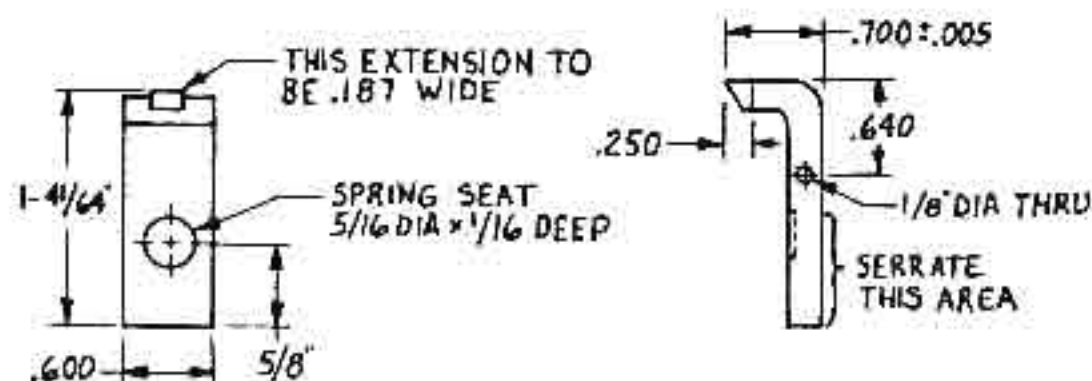 THIS EXTENSION TO
BE .187 WIDE
1-41/64"
SPRING SEAT
5/16 DIA × 1/16 DEEP
.600
5/8"
.700±.005
.640
.250
1/8" DIA THRU
SERRATE
THIS AREA